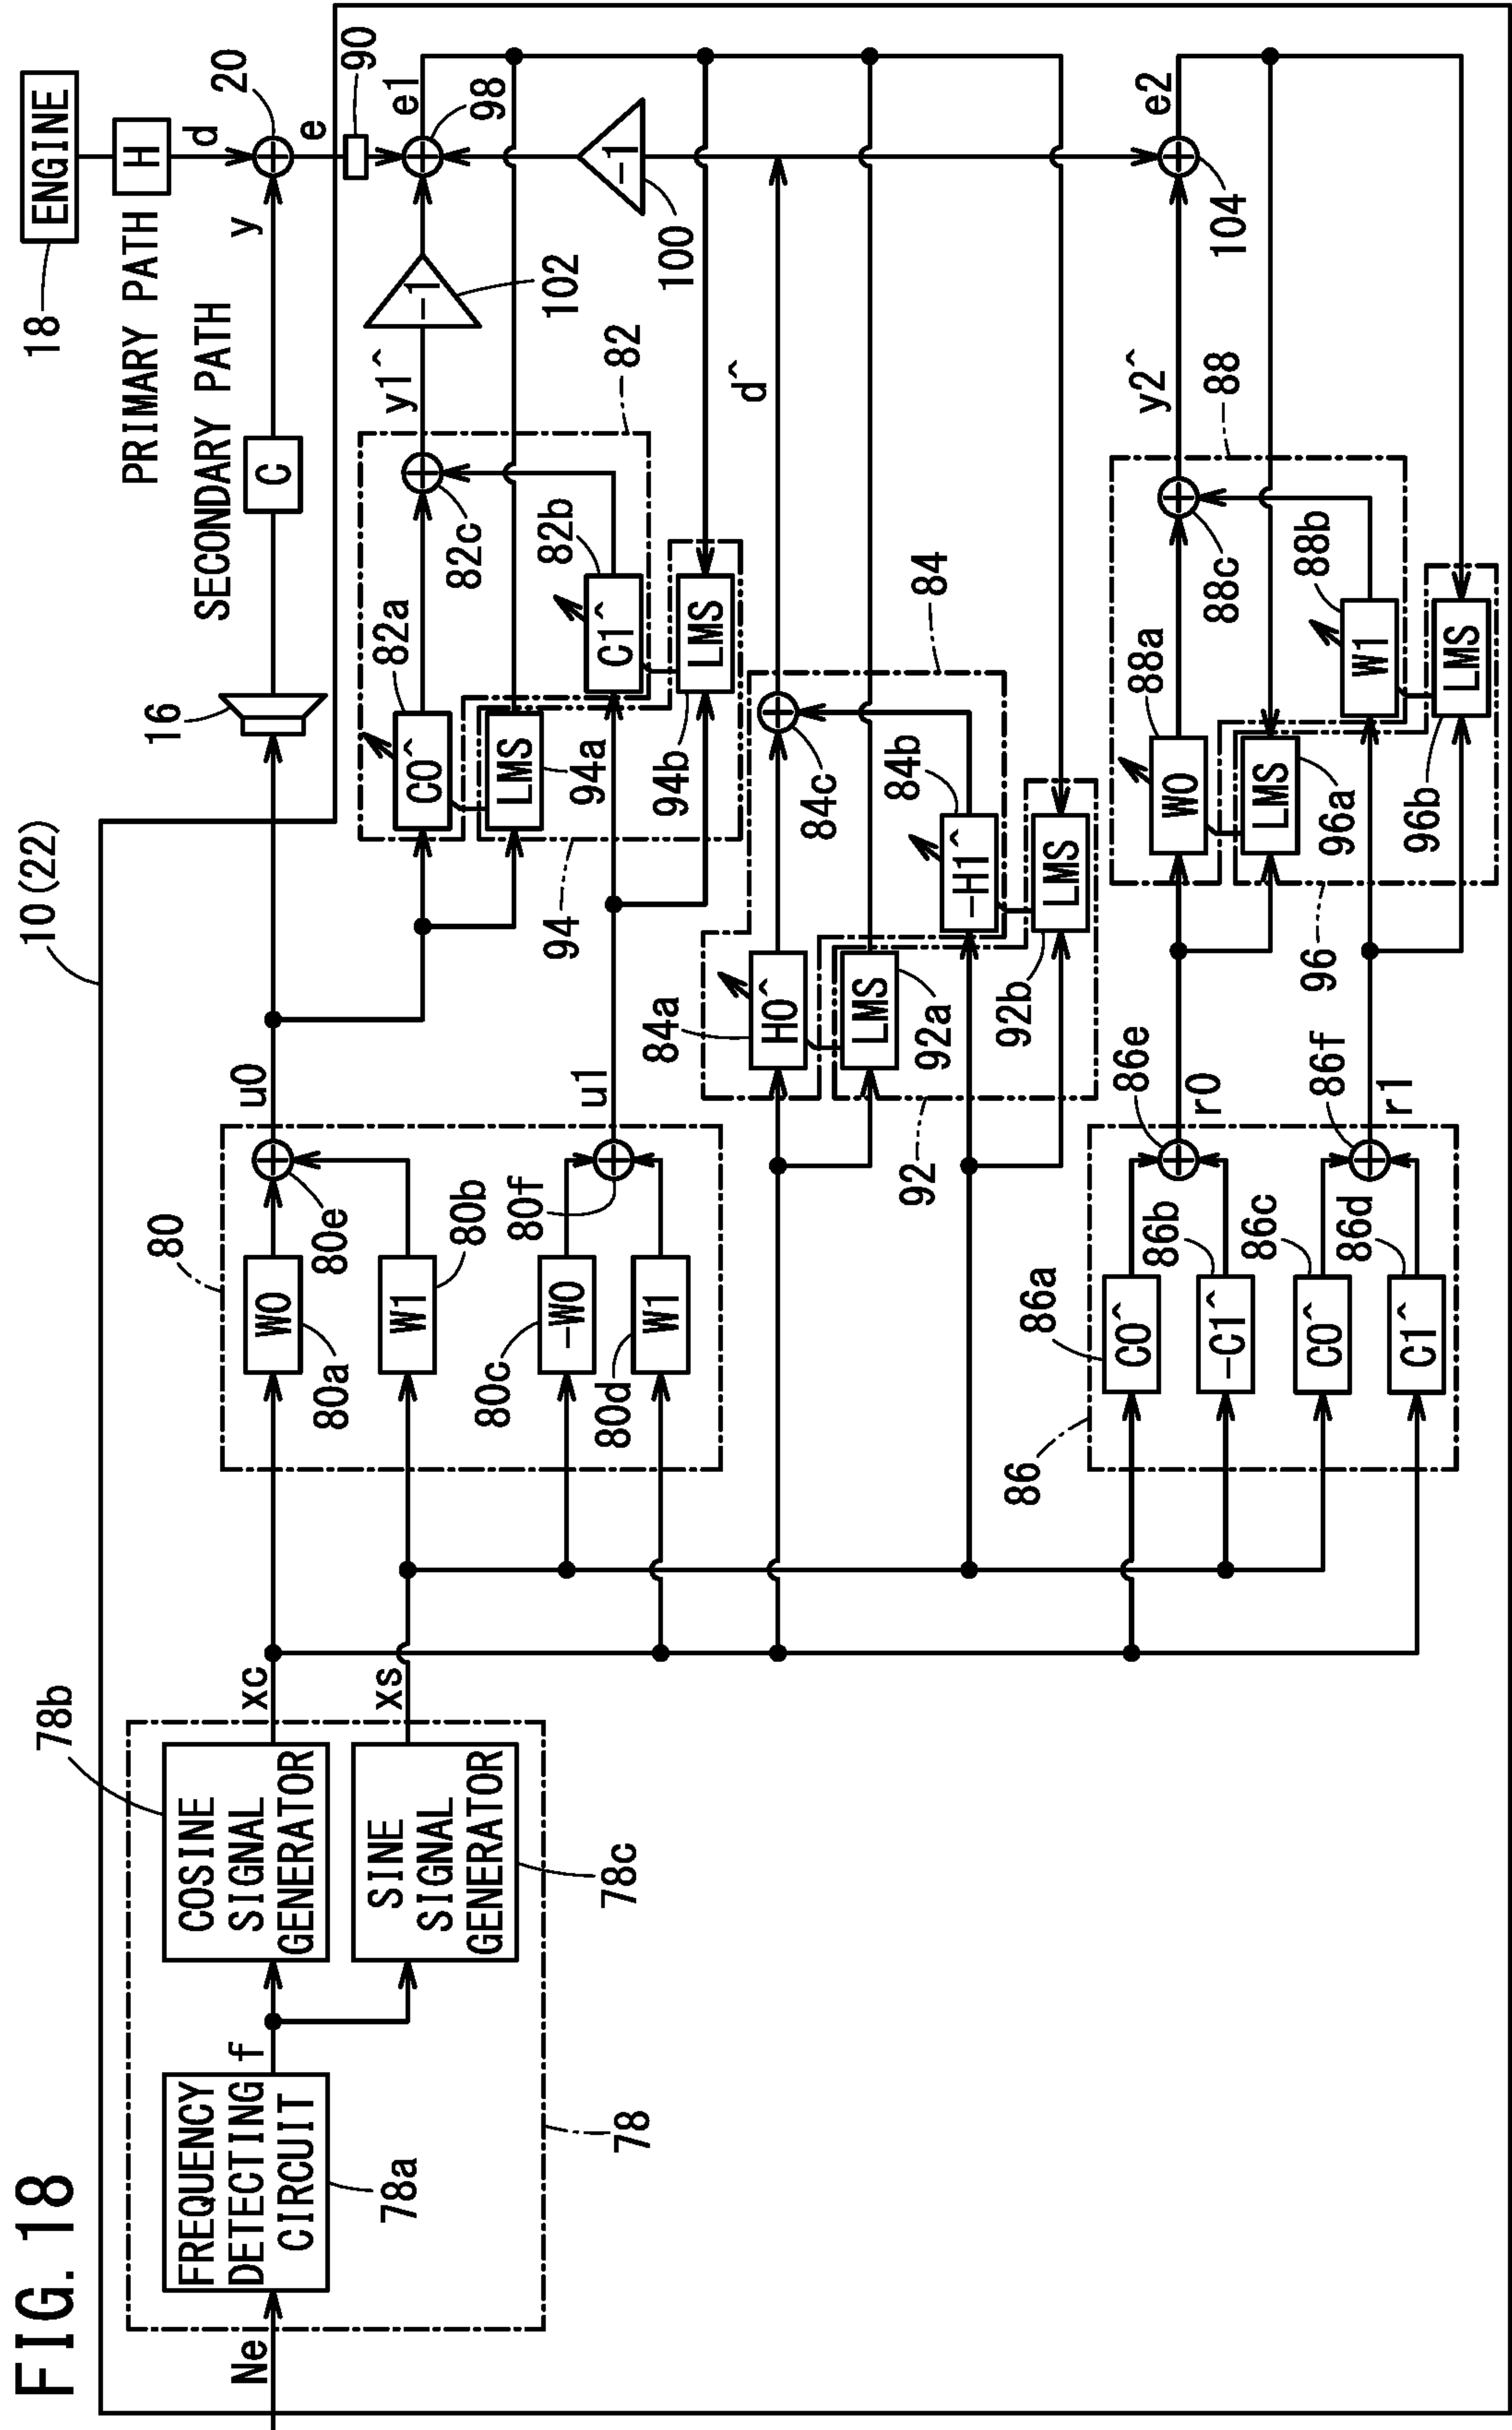 FIG. 18
10(22)
18
ENGINE
H
d
PRIMARY PATH
SECONDARY PATH
y
20
e
90
C
16
Ne
FREQUENCY
DETECTING
CIRCUIT
78a
f
78
COSINE
SIGNAL
GENERATOR
78b
SINE
SIGNAL
GENERATOR
78c
xc
xs
80
W0
80a
80e
W1
80b
-W0
80c
80f
W1
80d
u0
u1
82a
C0^
82c
C1^
82b
82
LMS
94a
LMS
94b
94
y1^
-1
102
e1
98
-1
100
84a
H0^
84c
-H1^
84b
84
LMS
92a
LMS
92b
92
d^
86
86a
C0^
86b
-C1^
86c
C0^
86d
C1^
86e
r0
86f
r1
88a
W0
88c
W1
88b
88
LMS
96a
LMS
96b
96
y2^
e2
104